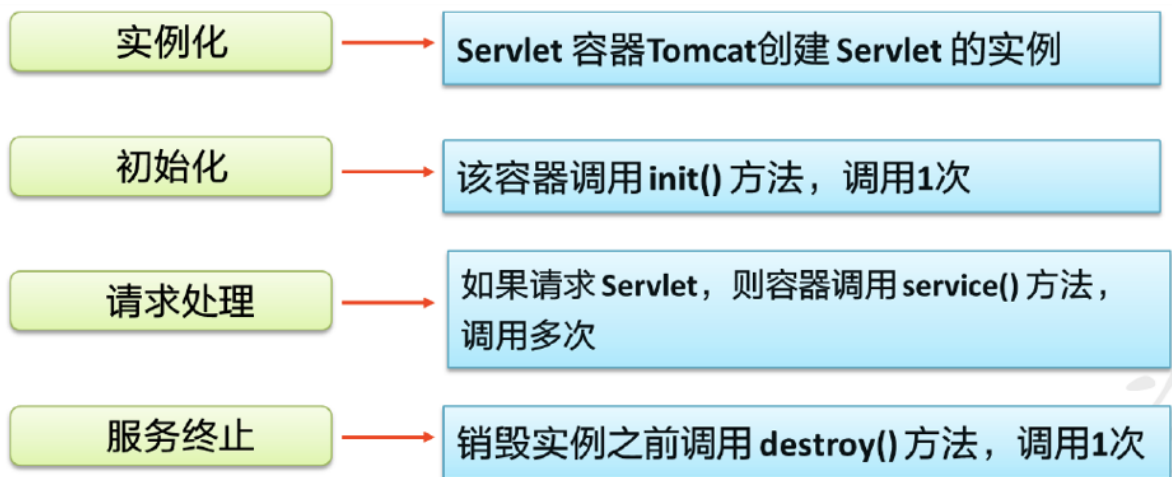 实例化
Servlet 容器Tomcat创建 Servlet 的实例
初始化
该容器调用 init() 方法，调用1次
请求处理
如果请求 Servlet，则容器调用 service() 方法，
调用多次
服务终止
销毁实例之前调用 destroy() 方法，调用1次